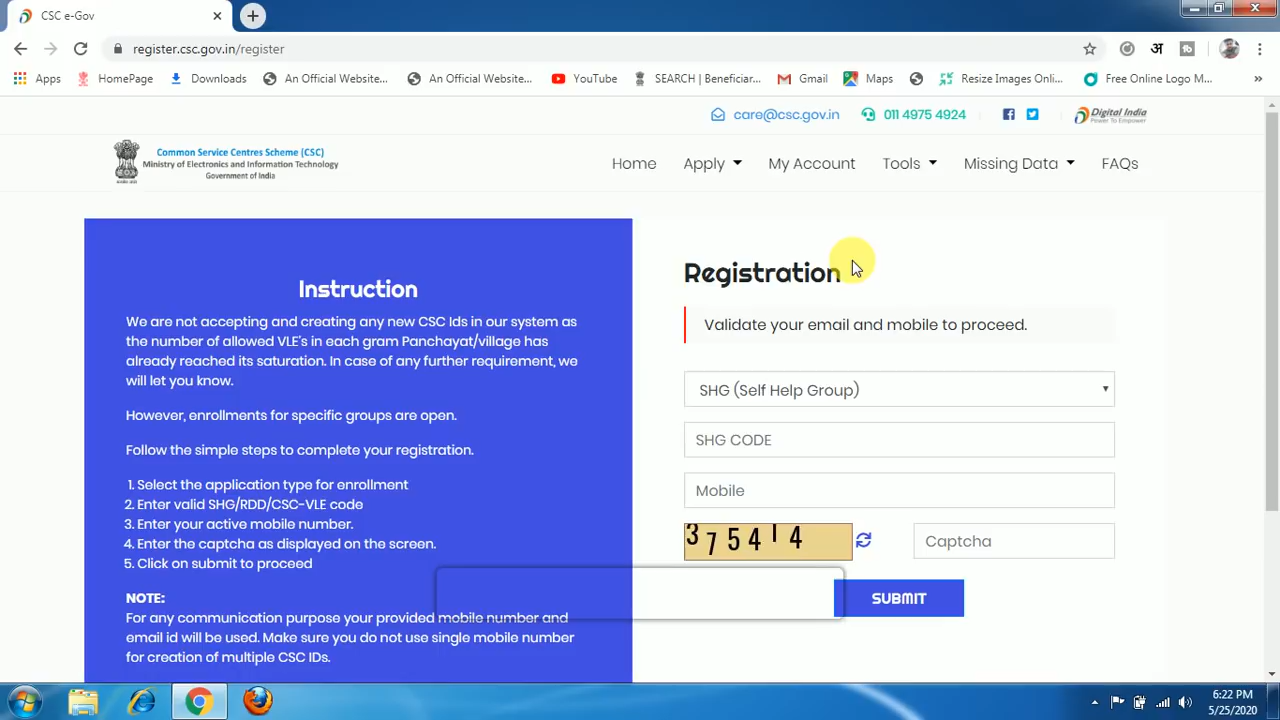 CSC e-Gov
register.csc.gov.in/register
अ
Apps
HomePage
Downloads
An Official Website...
An Official Website...
YouTube
SEARCH | Beneficiar...
Gmail
Maps
Resize Images Onli...
Free Online Logo M...
care@csc.gov.in
011 4975 4924
Digital India
Power To Empower
Common Service Centres Scheme (CSC)
Ministry of Electronics and Information Technology
Government of India
Home
Apply
My Account
Tools
Missing Data
FAQs
Instruction
We are not accepting and creating any new CSC Ids in our system as
the number of allowed VLE's in each gram Panchayat/village has
already reached its saturation. In case of any further requirement, we
will let you know.
However, enrollments for specific groups are open.
Follow the simple steps to complete your registration.
1. Select the application type for enrollment
2. Enter valid SHG/RDD/CSC-VLE code
3. Enter your active mobile number.
4. Enter the captcha as displayed on the screen.
5. Click on submit to proceed
NOTE:
For any communication purpose your provided mobile number and
email id will be used. Make sure you do not use single mobile number
for creation of multiple CSC IDs.
Registration
Validate your email and mobile to proceed.
SHG (Self Help Group)
SHG CODE
Mobile
Captcha
SUBMIT
6:22 PM
5/25/2020